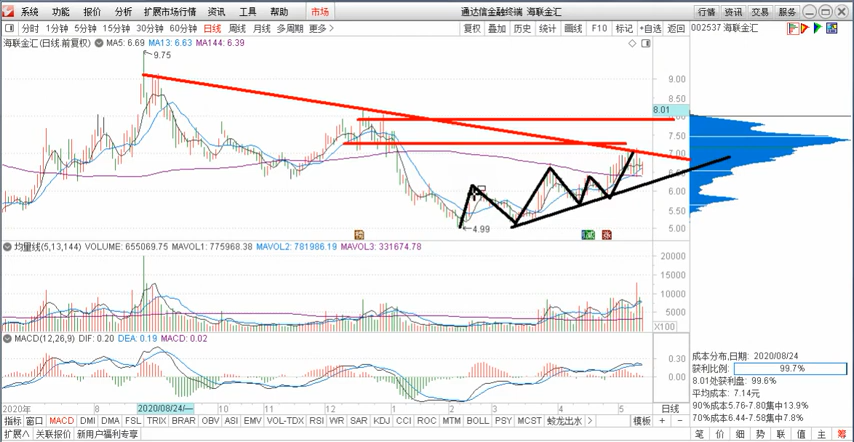 系统 功能 报价 分析 扩展市场行情 资讯 工具 帮助 市场 通达信金融终端 海联金汇 行情 资讯 交易 服务
分时 1分钟 5分钟 15分钟 30分钟 60分钟 日线 周线 月线 多周期 更多> 复权 叠加 历史 统计 画线 F10 标记 *自选 返回 002537 海联金汇
海联金汇(日线.前复权) MA5: 6.69 MA13: 6.63 MA144: 6.39
9.75
9.00
8.50
8.01
7.50
7.00
6.00
5.50
5.00
4.99
均量线(5,13,144) VOLUME: 655069.75 MAVOL1: 775968.38 MAVOL2: 781986.19 MAVOL3: 331674.78
20000
15000
10000
5000
X100
MACD(12,26,9) DIF: 0.20 DEA: 0.19 MACD: 0.02
0.30
0.00
成本分布,日期: 2020/08/24
获利比例: 99.7%
8.01处获利盘: 99.6%
平均成本: 7.14元
90%成本5.76-7.80集中13.9%
70%成本6.44-7.58集中7.8%
2020年 8 2020/08/24/一 10 11 12 1 2 3 4 5 日线
指标 窗口 MACD DMI DMA FSL TRIX BRAR OBV ASI EMV VOL-TDX RSI WR SAR KDJ CCI ROC MTM BOLL PSY MCST 蛟龙出水 > 模板 + −
扩展∧ 关联报价 新用户福利专享 笔 价 细 势 联 值 主 筹